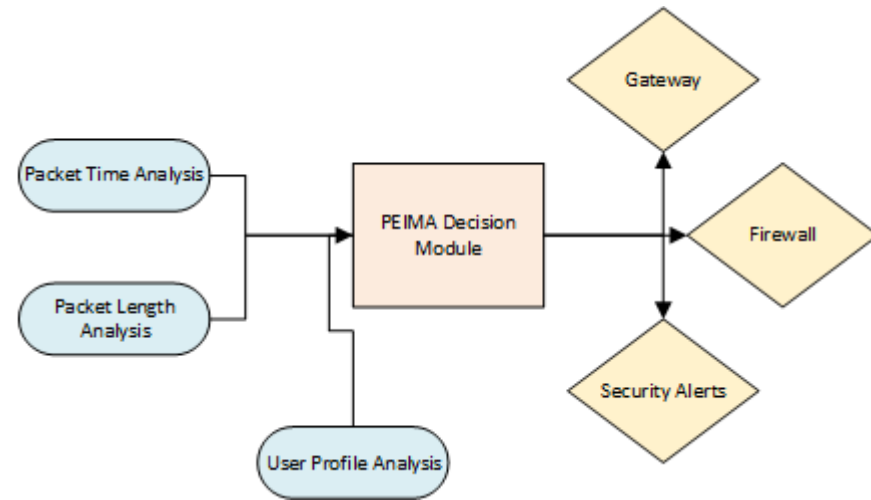 Gateway
Packet Time Analysis
PEIMA Decision
Module
Firewall
Packet Length
Analysis
Security Alerts
User Profile Analysis